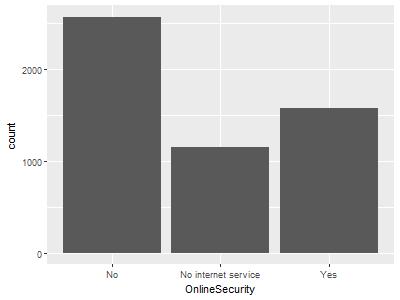 2000
1000
0
count
No
No internet service
Yes
OnlineSecurity